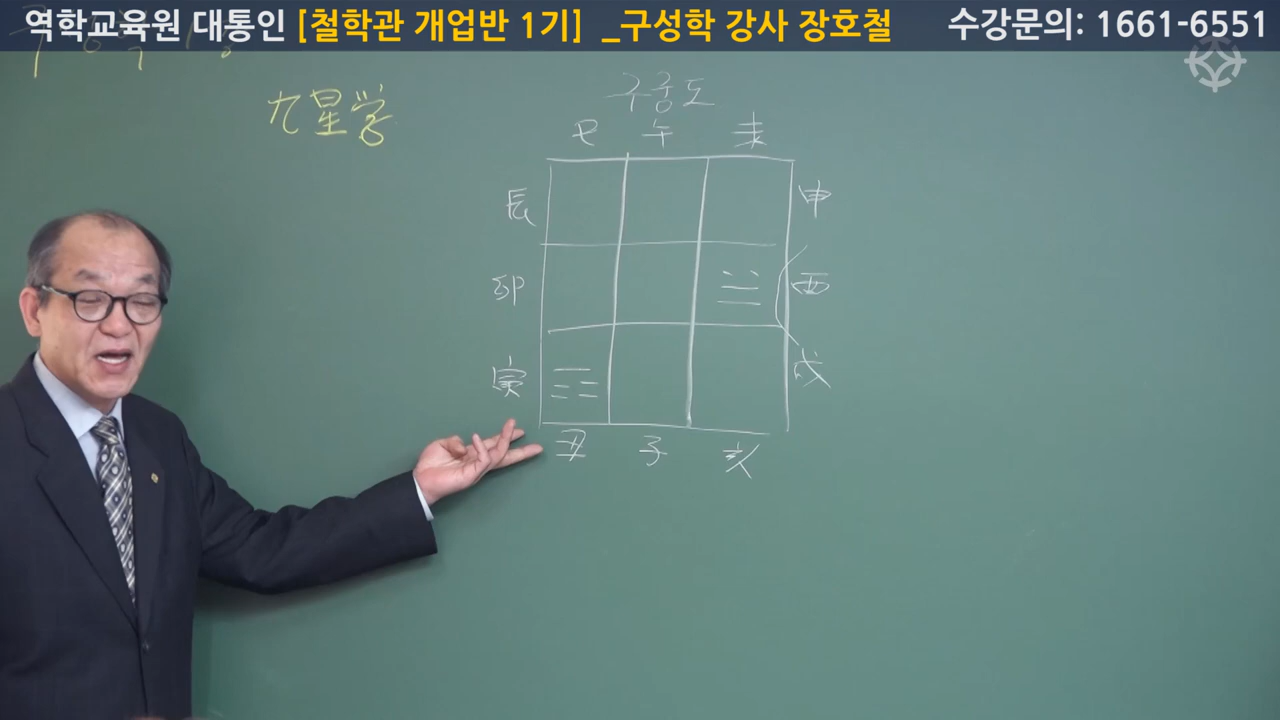 역학교육원 대통인 [철학관 개업반 1기] _구성학 강사 장호철 수강문의: 1661-6551
九星学
구궁도
巳 午 未
辰 申
卯 ☱ 酉
寅 ☶ 戌
丑 子 亥